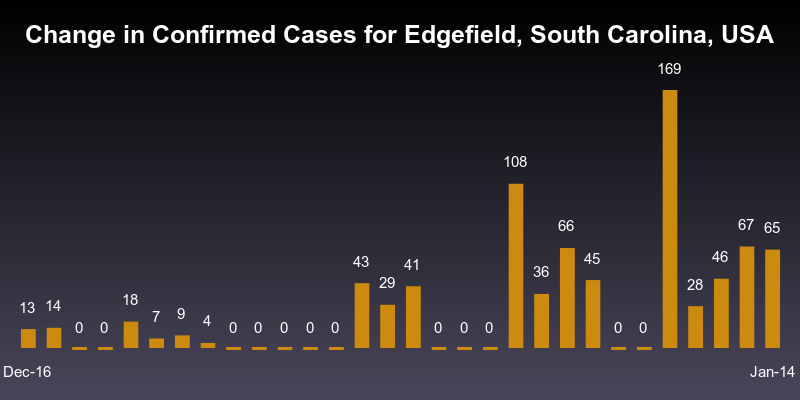 Change in Confirmed Cases for Edgefield, South Carolina, USA
13 14 0 0 18 7 9 4 0 0 0 0 0 43 29 41 0 0 0 108 36 66 45 0 0 169 28 46 67 65
Dec-16 Jan-14